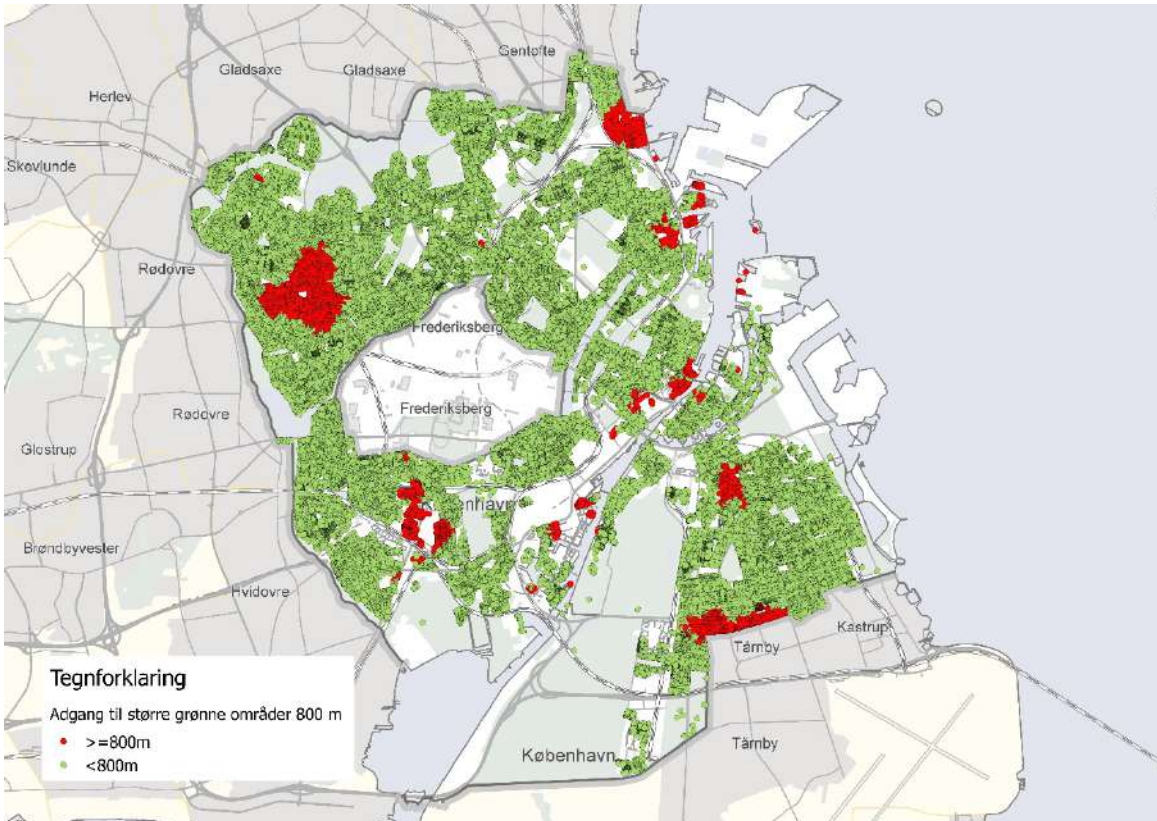 Gentofte
Gladsaxe
Gladsaxe
Herlev
Skovlunde
Rødovre
Frederiksberg
Frederiksberg
Rødovre
Glostrup
København
Brøndbyvester
Hvidovre
Kastrup
Tårnby
Tårnby
København
Tegnforklaring
Adgang til større grønne områder 800 m
>=800m
<800m